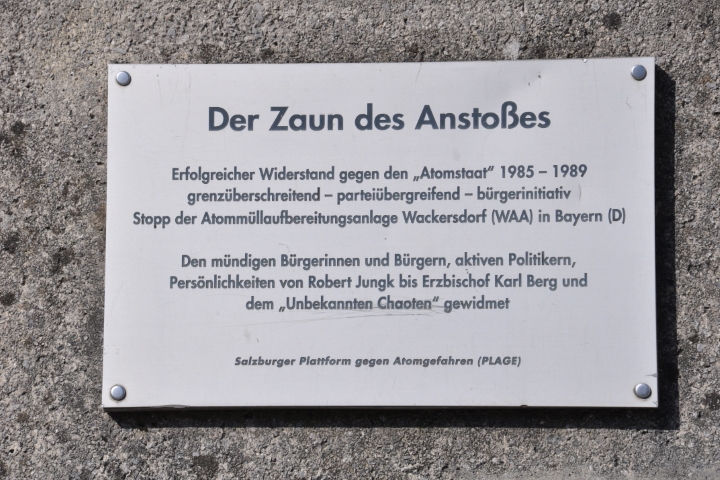 Der Zaun des Anstoßes
Erfolgreicher Widerstand gegen den „Atomstaat“ 1985 – 1989
grenzüberschreitend – parteiübergreifend – bürgerinitiativ
Stopp der Atommüllaufbereitungsanlage Wackersdorf (WAA) in Bayern (D)
Den mündigen Bürgerinnen und Bürgern, aktiven Politikern,
Persönlichkeiten von Robert Jungk bis Erzbischof Karl Berg und
dem „Unbekannten Chaoten“ gewidmet
Salzburger Plattform gegen Atomgefahren (PLAGE)